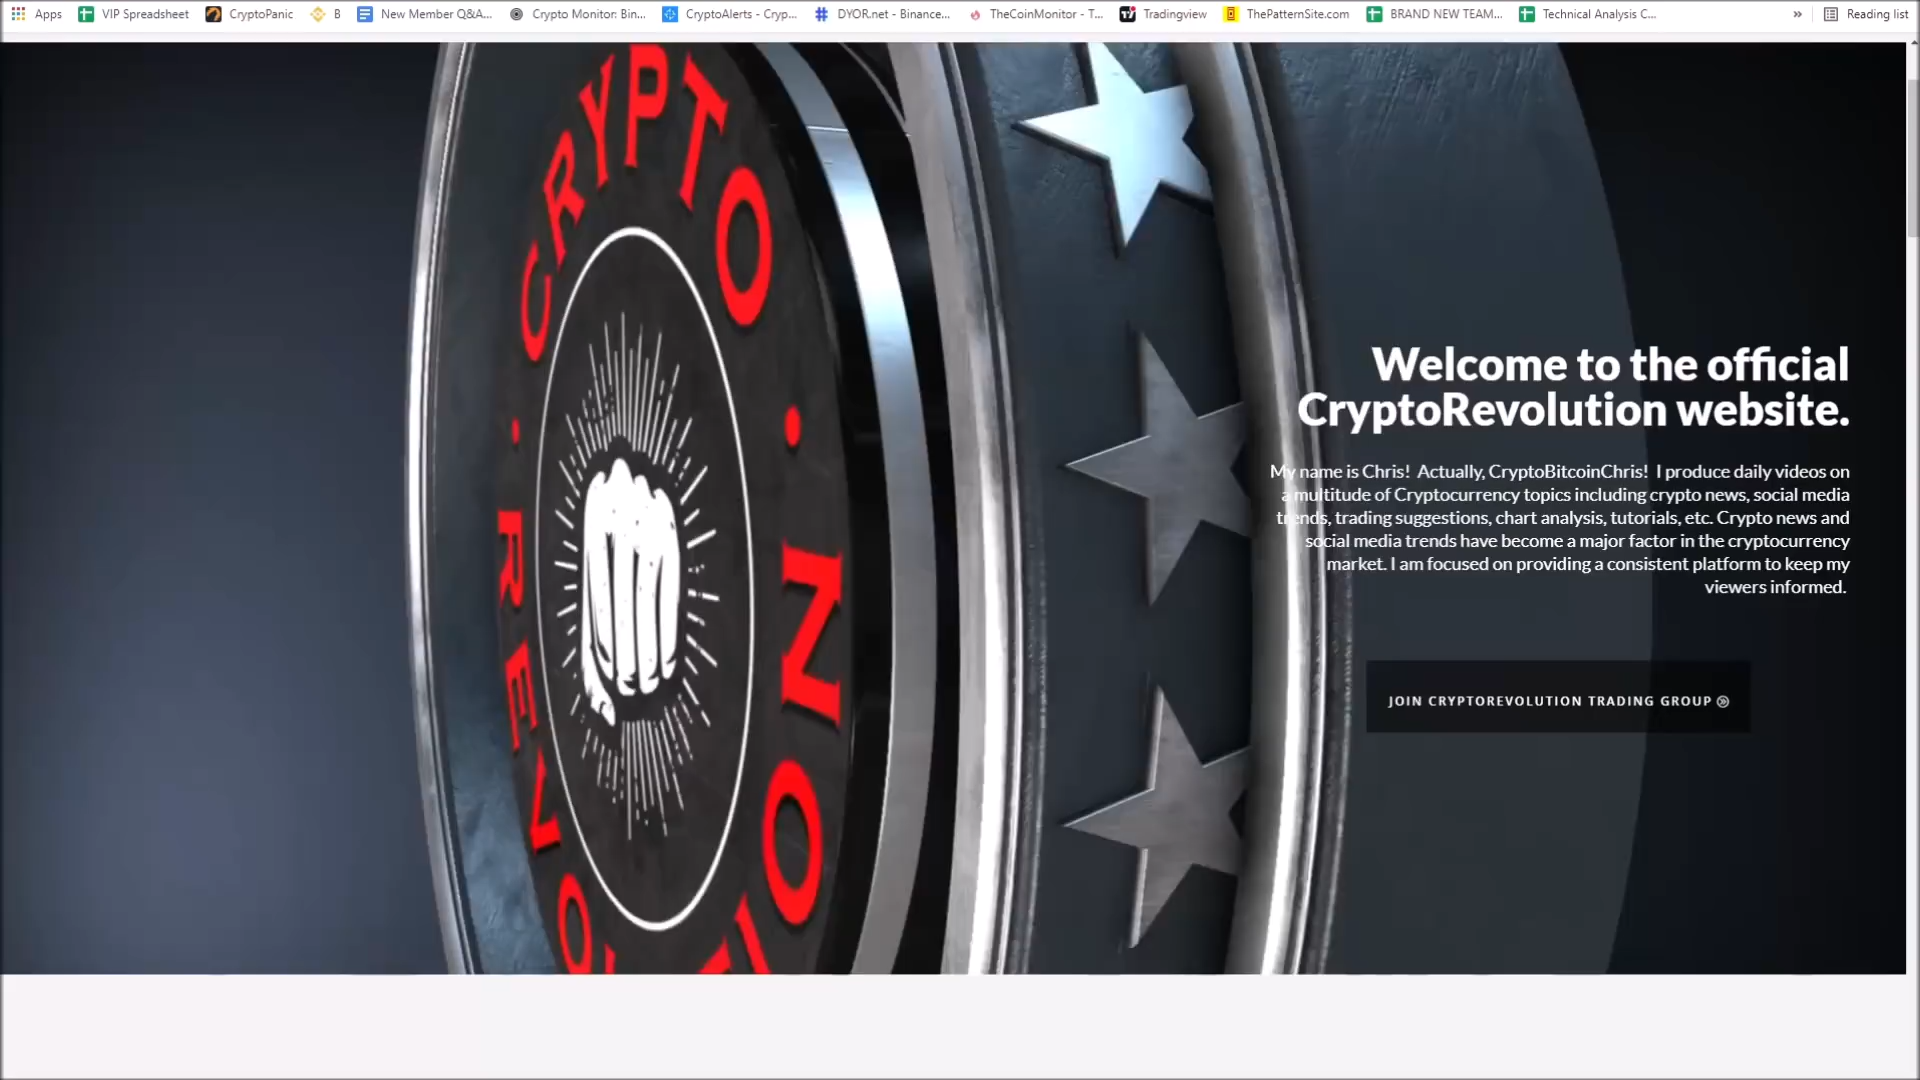 Apps VIP Spreadsheet CryptoPanic B New Member Q&A... Crypto Monitor: Bin... CryptoAlerts - Cryp... DYOR.net - Binance... TheCoinMonitor - T... Tradingview ThePatternSite.com BRAND NEW TEAM... Technical Analysis C... » Reading list
CRYPTO
REVO
ION
Welcome to the official
CryptoRevolution website.
My name is Chris! Actually, CryptoBitcoinChris! I produce daily videos on
a multitude of Cryptocurrency topics including crypto news, social media
trends, trading suggestions, chart analysis, tutorials, etc. Crypto news and
social media trends have become a major factor in the cryptocurrency
market. I am focused on providing a consistent platform to keep my
viewers informed.
JOIN CRYPTOREVOLUTION TRADING GROUP